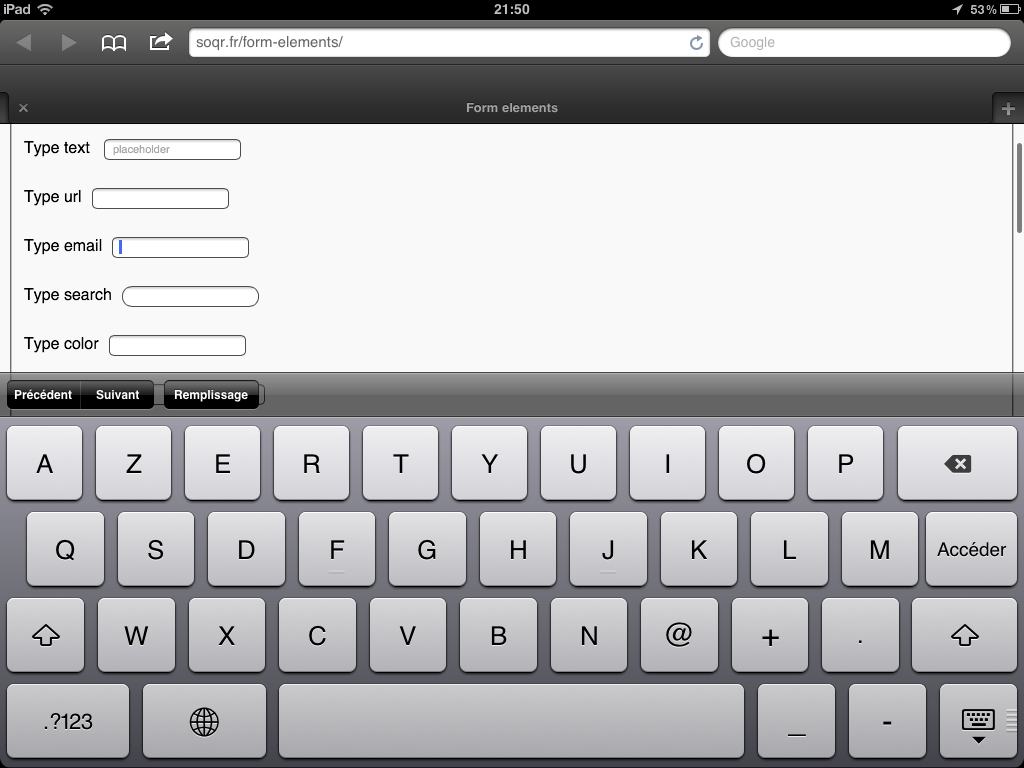 iPad 21:50 53%
soqr.fr/form-elements/ Google
Form elements
Type text placeholder
Type url
Type email
Type search
Type color
Précédent Suivant Remplissage
A Z E R T Y U I O P
Q S D F G H J K L M Accéder
W X C V B N @ + .
.?123 _ -